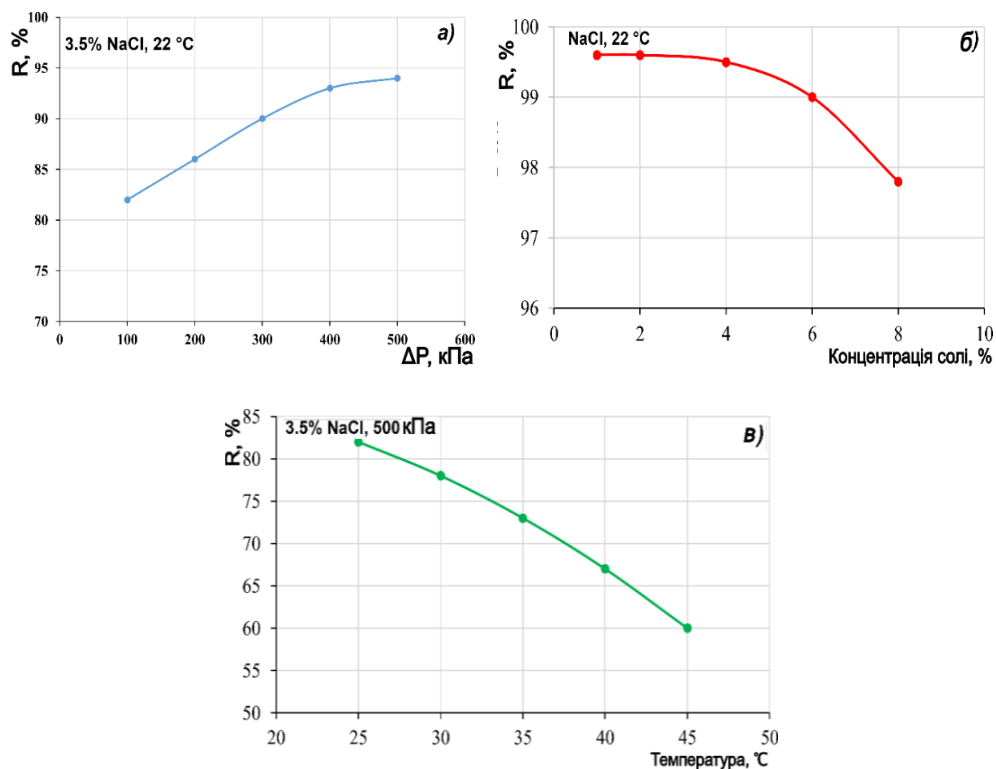 а)
3.5% NaCl, 22 °C
R, %
100
95
90
85
80
75
70
0 100 200 300 400 500 600
ΔP, кПа
б)
NaCl, 22 °C
R, %
100
99
98
97
96
0 2 4 6 8 10
Концентрація солі, %
в)
3.5% NaCl, 500 кПа
R, %
85
80
75
70
65
60
55
50
20 25 30 35 40 45 50
Температура, ℃